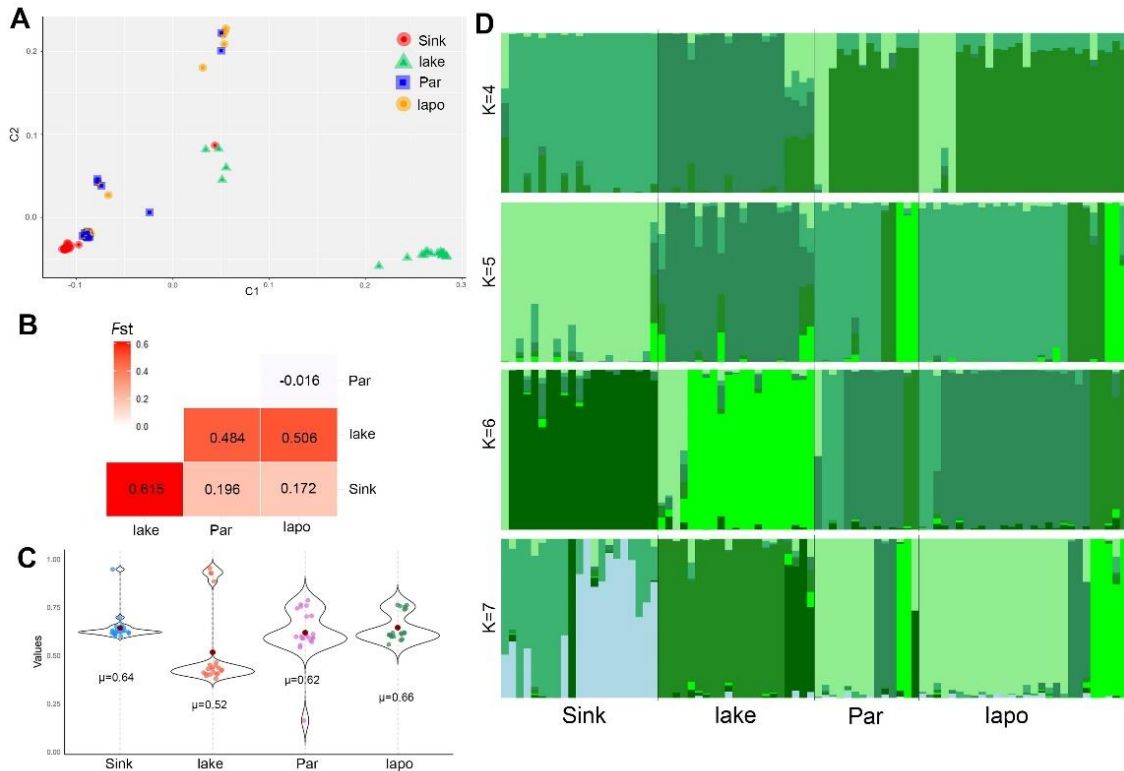 A
C2
0.2
0.1
0.0
−0.1
0.0
0.1
0.2
0.3
C1
Sink
lake
Par
lapo
B
Fst
0.6
0.4
0.2
0.0
-0.016
Par
0.484
0.506
lake
0.615
0.196
0.172
Sink
lake
Par
lapo
C
Values
1.00
0.75
0.50
0.25
0.00
μ=0.64
μ=0.52
μ=0.62
μ=0.66
Sink
lake
Par
lapo
D
K=4
K=5
K=6
K=7
Sink
lake
Par
lapo